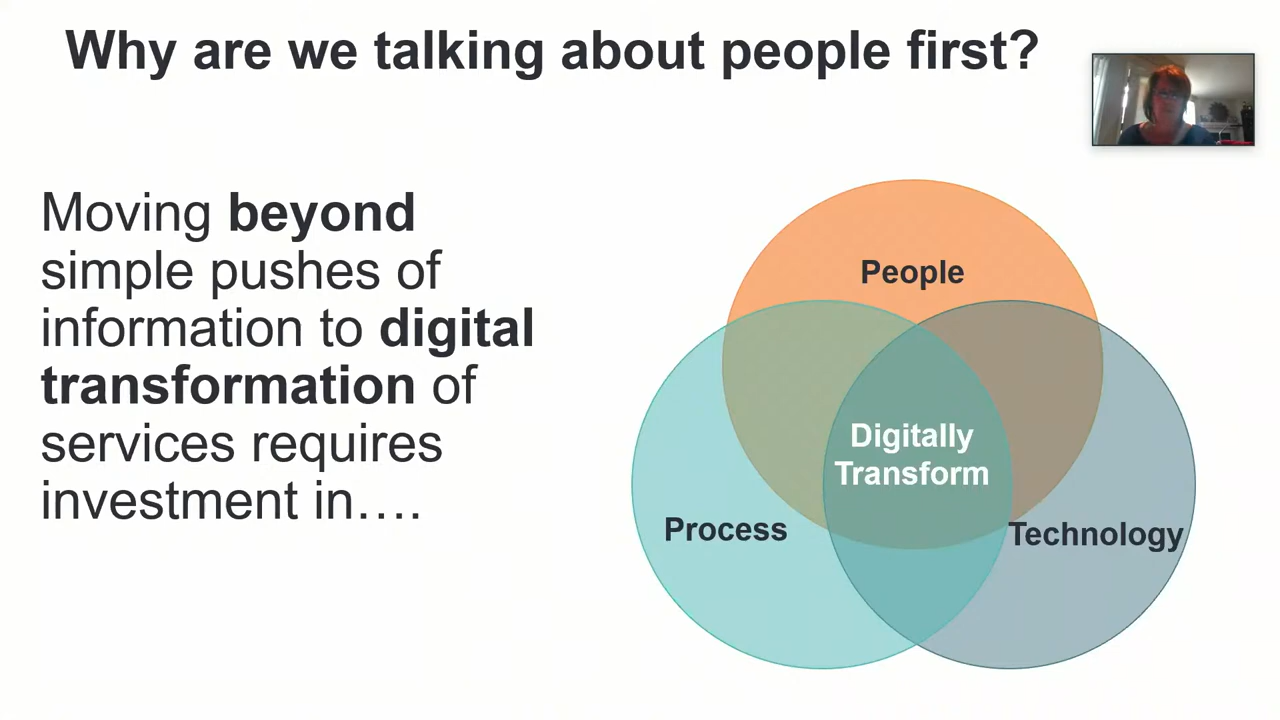 Why are we talking about people first?
Moving beyond
simple pushes of
information to digital
transformation of
services requires
investment in….
People
Digitally
Transform
Process
Technology